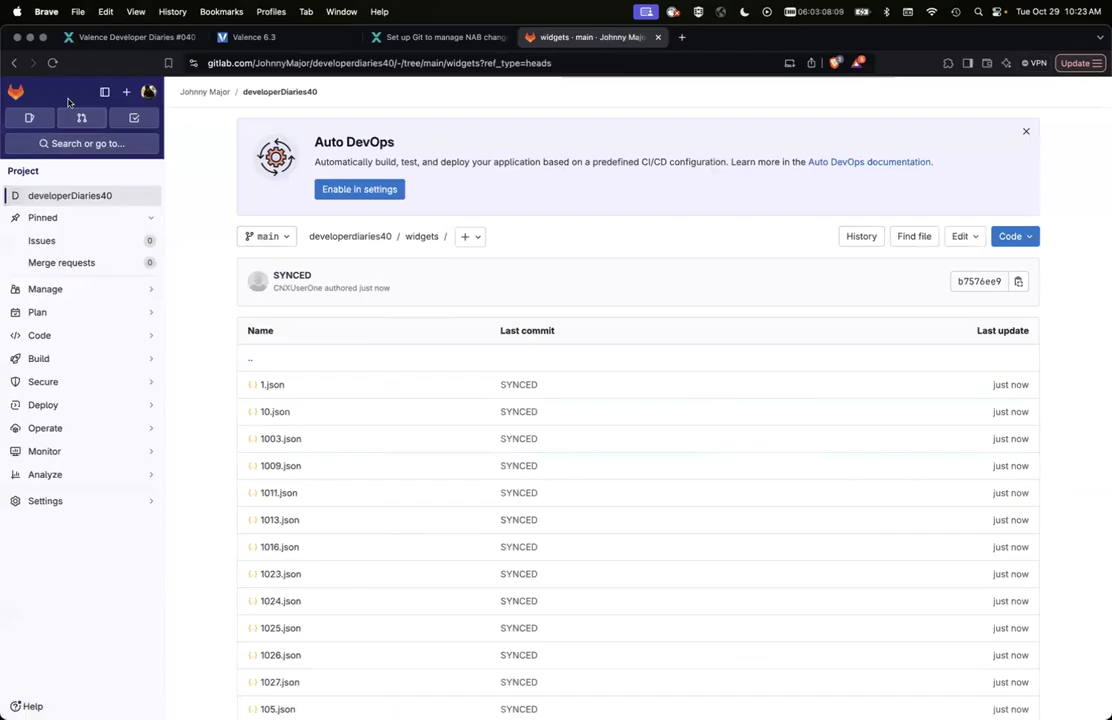 Brave File Edit View History Bookmarks Profiles Tab Window Help 06:03:08:09 Tue Oct 29 10:23 AM
Valence Developer Diaries #040 Valence 6.3 Set up Git to manage NAB chang widgets · main · Johnny Major
gitlab.com/JohnnyMajor/developerdiaries40/-/tree/main/widgets?ref_type=heads VPN Update
Johnny Major / developerDiaries40
Search or go to...
Project
D developerDiaries40
Pinned
Issues 0
Merge requests 0
Manage
Plan
Code
Build
Secure
Deploy
Operate
Monitor
Analyze
Settings
Help
Auto DevOps
Automatically build, test, and deploy your application based on a predefined CI/CD configuration. Learn more in the Auto DevOps documentation.
Enable in settings
main developerdiaries40 / widgets / + History Find file Edit Code
SYNCED
CNXUserOne authored just now
b7576ee9
Name Last commit Last update
..
1.json SYNCED just now
10.json SYNCED just now
1003.json SYNCED just now
1009.json SYNCED just now
1011.json SYNCED just now
1013.json SYNCED just now
1016.json SYNCED just now
1023.json SYNCED just now
1024.json SYNCED just now
1025.json SYNCED just now
1026.json SYNCED just now
1027.json SYNCED just now
105.json SYNCED just now